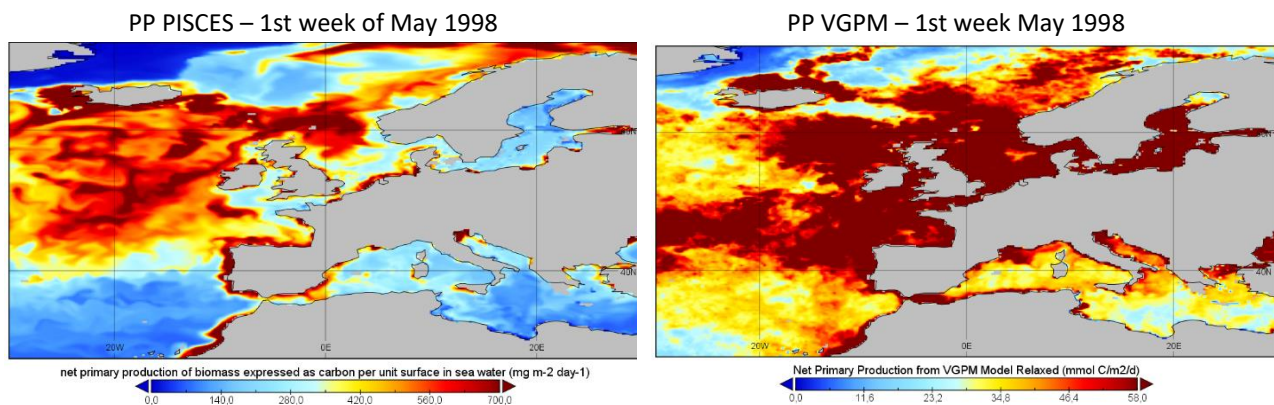 PP PISCES – 1st week of May 1998
PP VGPM – 1st week May 1998
40N
20W
0E
20E
net primary production of biomass expressed as carbon per unit surface in sea water (mg m-2 day-1)
0,0 140,0 280,0 420,0 560,0 700,0
40N
20W
0E
20E
Net Primary Production from VGPM Model Relaxed (mmol C/m2/d)
0,0 11,6 23,2 34,8 46,4 58,0